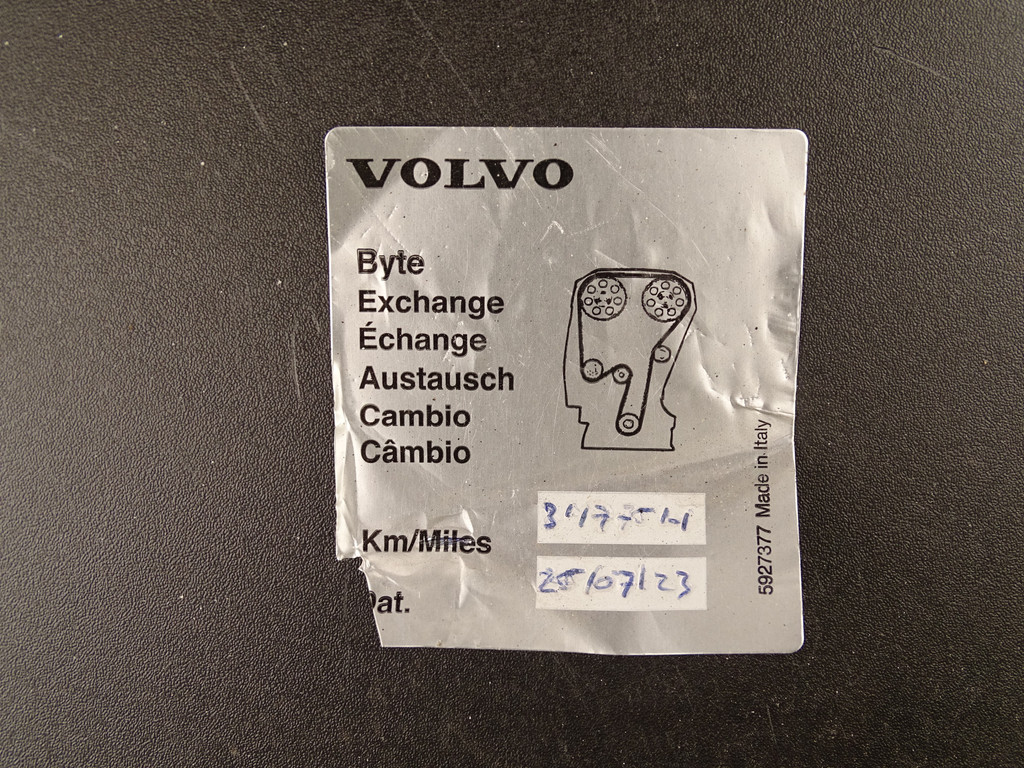 VOLVO
Byte
Exchange
Échange
Austausch
Cambio
Câmbio
Km/Miles
Dat. 25/07/23
5927377 Made in Italy